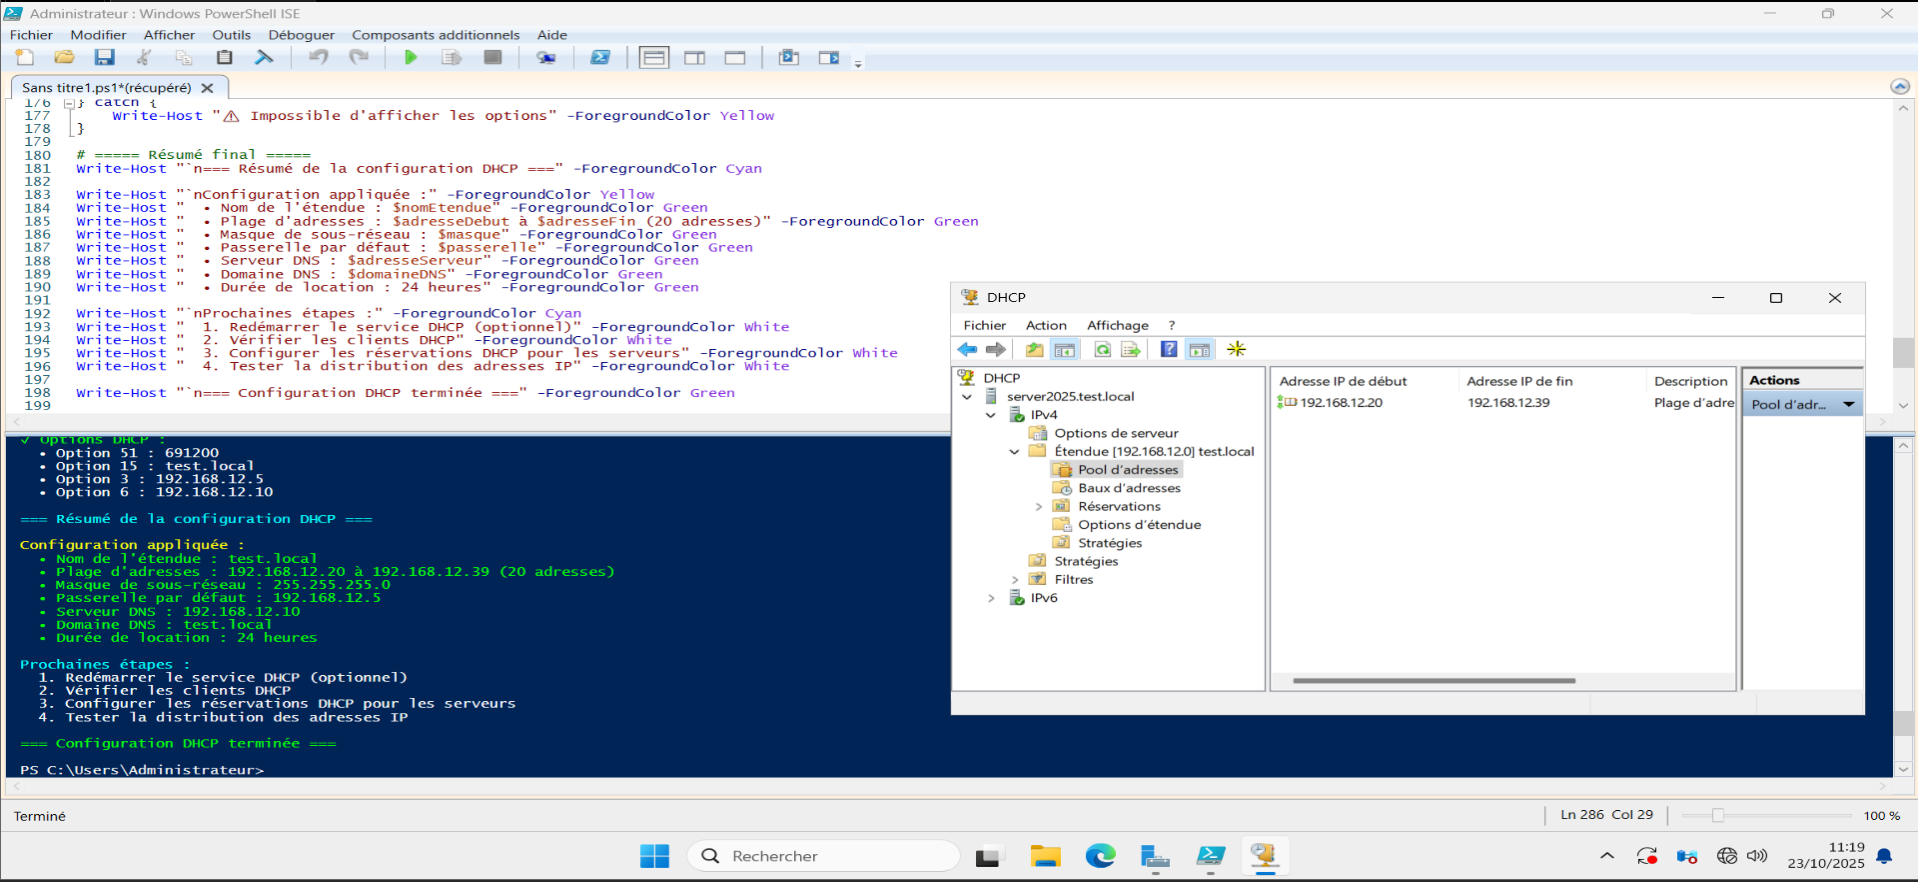 Administrateur : Windows PowerShell ISE
Fichier Modifier Afficher Outils Déboguer Composants additionnels Aide
Sans titre1.ps1*(récupéré)
176 } catch {
177 Write-Host "⚠ Impossible d'afficher les options" -ForegroundColor Yellow
178 }
179
180 # ===== Résumé final =====
181 Write-Host "`n=== Résumé de la configuration DHCP ===" -ForegroundColor Cyan
182
183 Write-Host "`nConfiguration appliquée :" -ForegroundColor Yellow
184 Write-Host " • Nom de l'étendue : $nomEtendue" -ForegroundColor Green
185 Write-Host " • Plage d'adresses : $adresseDebut à $adresseFin (20 adresses)" -ForegroundColor Green
186 Write-Host " • Masque de sous-réseau : $masque" -ForegroundColor Green
187 Write-Host " • Passerelle par défaut : $passerelle" -ForegroundColor Green
188 Write-Host " • Serveur DNS : $adresseServeur" -ForegroundColor Green
189 Write-Host " • Domaine DNS : $domaineDNS" -ForegroundColor Green
190 Write-Host " • Durée de location : 24 heures" -ForegroundColor Green
191
192 Write-Host "`nProchaines étapes :" -ForegroundColor Cyan
193 Write-Host " 1. Redémarrer le service DHCP (optionnel)" -ForegroundColor White
194 Write-Host " 2. Vérifier les clients DHCP" -ForegroundColor White
195 Write-Host " 3. Configurer les réservations DHCP pour les serveurs" -ForegroundColor White
196 Write-Host " 4. Tester la distribution des adresses IP" -ForegroundColor White
197
198 Write-Host "`n=== Configuration DHCP terminée ===" -ForegroundColor Green
199
✓ Options DHCP :
• Option 51 : 691200
• Option 15 : test.local
• Option 3 : 192.168.12.5
• Option 6 : 192.168.12.10
=== Résumé de la configuration DHCP ===
Configuration appliquée :
• Nom de l'étendue : test.local
• Plage d'adresses : 192.168.12.20 à 192.168.12.39 (20 adresses)
• Masque de sous-réseau : 255.255.255.0
• Passerelle par défaut : 192.168.12.5
• Serveur DNS : 192.168.12.10
• Domaine DNS : test.local
• Durée de location : 24 heures
Prochaines étapes :
1. Redémarrer le service DHCP (optionnel)
2. Vérifier les clients DHCP
3. Configurer les réservations DHCP pour les serveurs
4. Tester la distribution des adresses IP
=== Configuration DHCP terminée ===
PS C:\Users\Administrateur>
DHCP
Fichier Action Affichage ?
DHCP
server2025.test.local
IPv4
Options de serveur
Étendue [192.168.12.0] test.local
Pool d'adresses
Baux d'adresses
Réservations
Options d'étendue
Stratégies
Stratégies
Filtres
IPv6
Adresse IP de début Adresse IP de fin Description
192.168.12.20 192.168.12.39 Plage d'adre
Actions
Pool d'adr...
Terminé
Ln 286 Col 29
100 %
Rechercher
11:19
23/10/2025